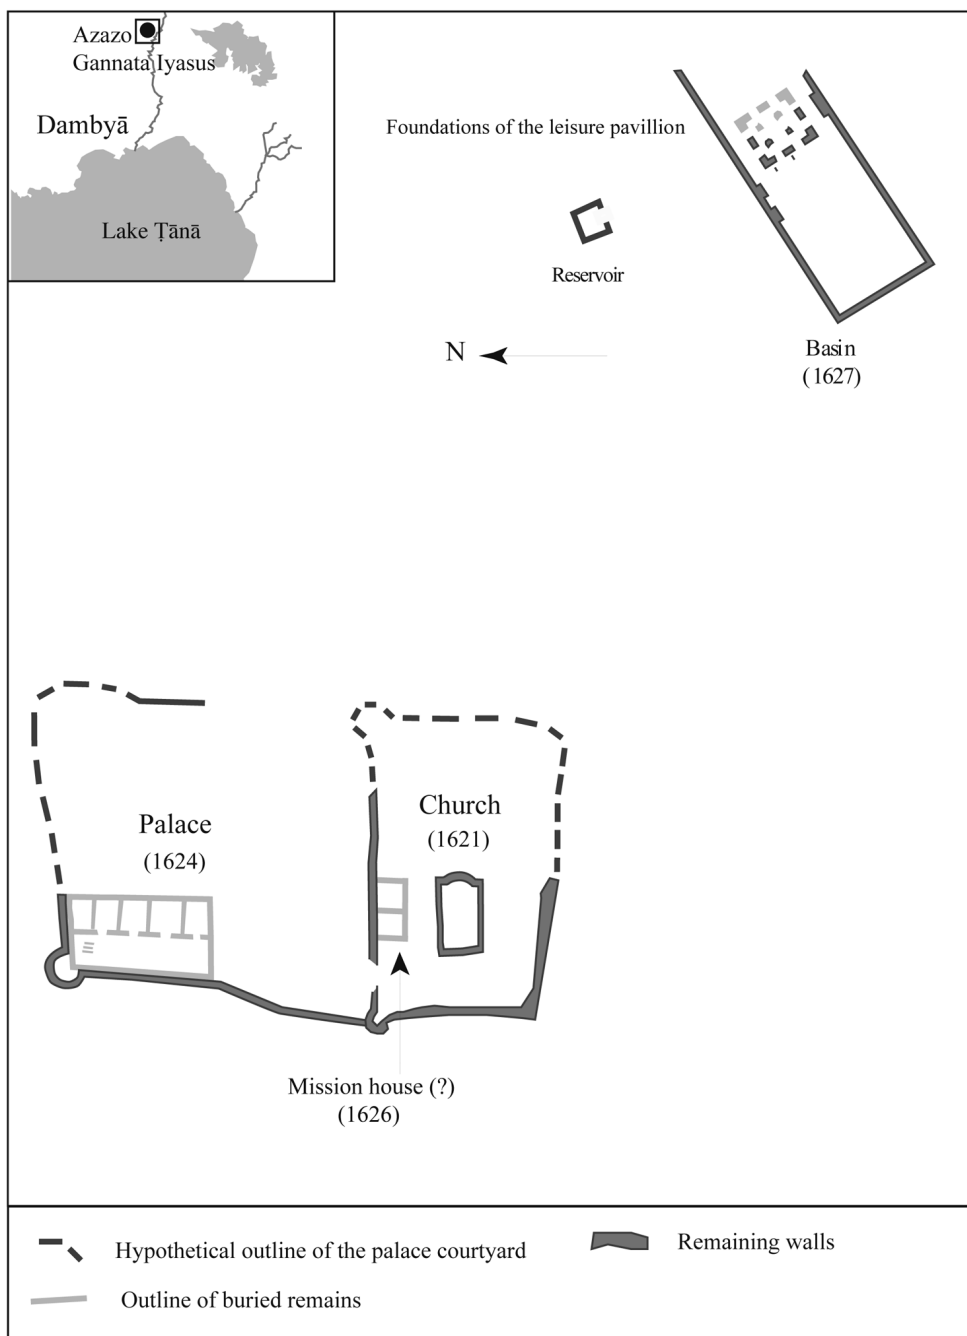 Azazo
Gannata Iyasus
Dambyā
Lake Ṭānā
Foundations of the leisure pavillion
Reservoir
N
Basin
(1627)
Palace
(1624)
Church
(1621)
Mission house (?)
(1626)
Hypothetical outline of the palace courtyard
Remaining walls
Outline of buried remains